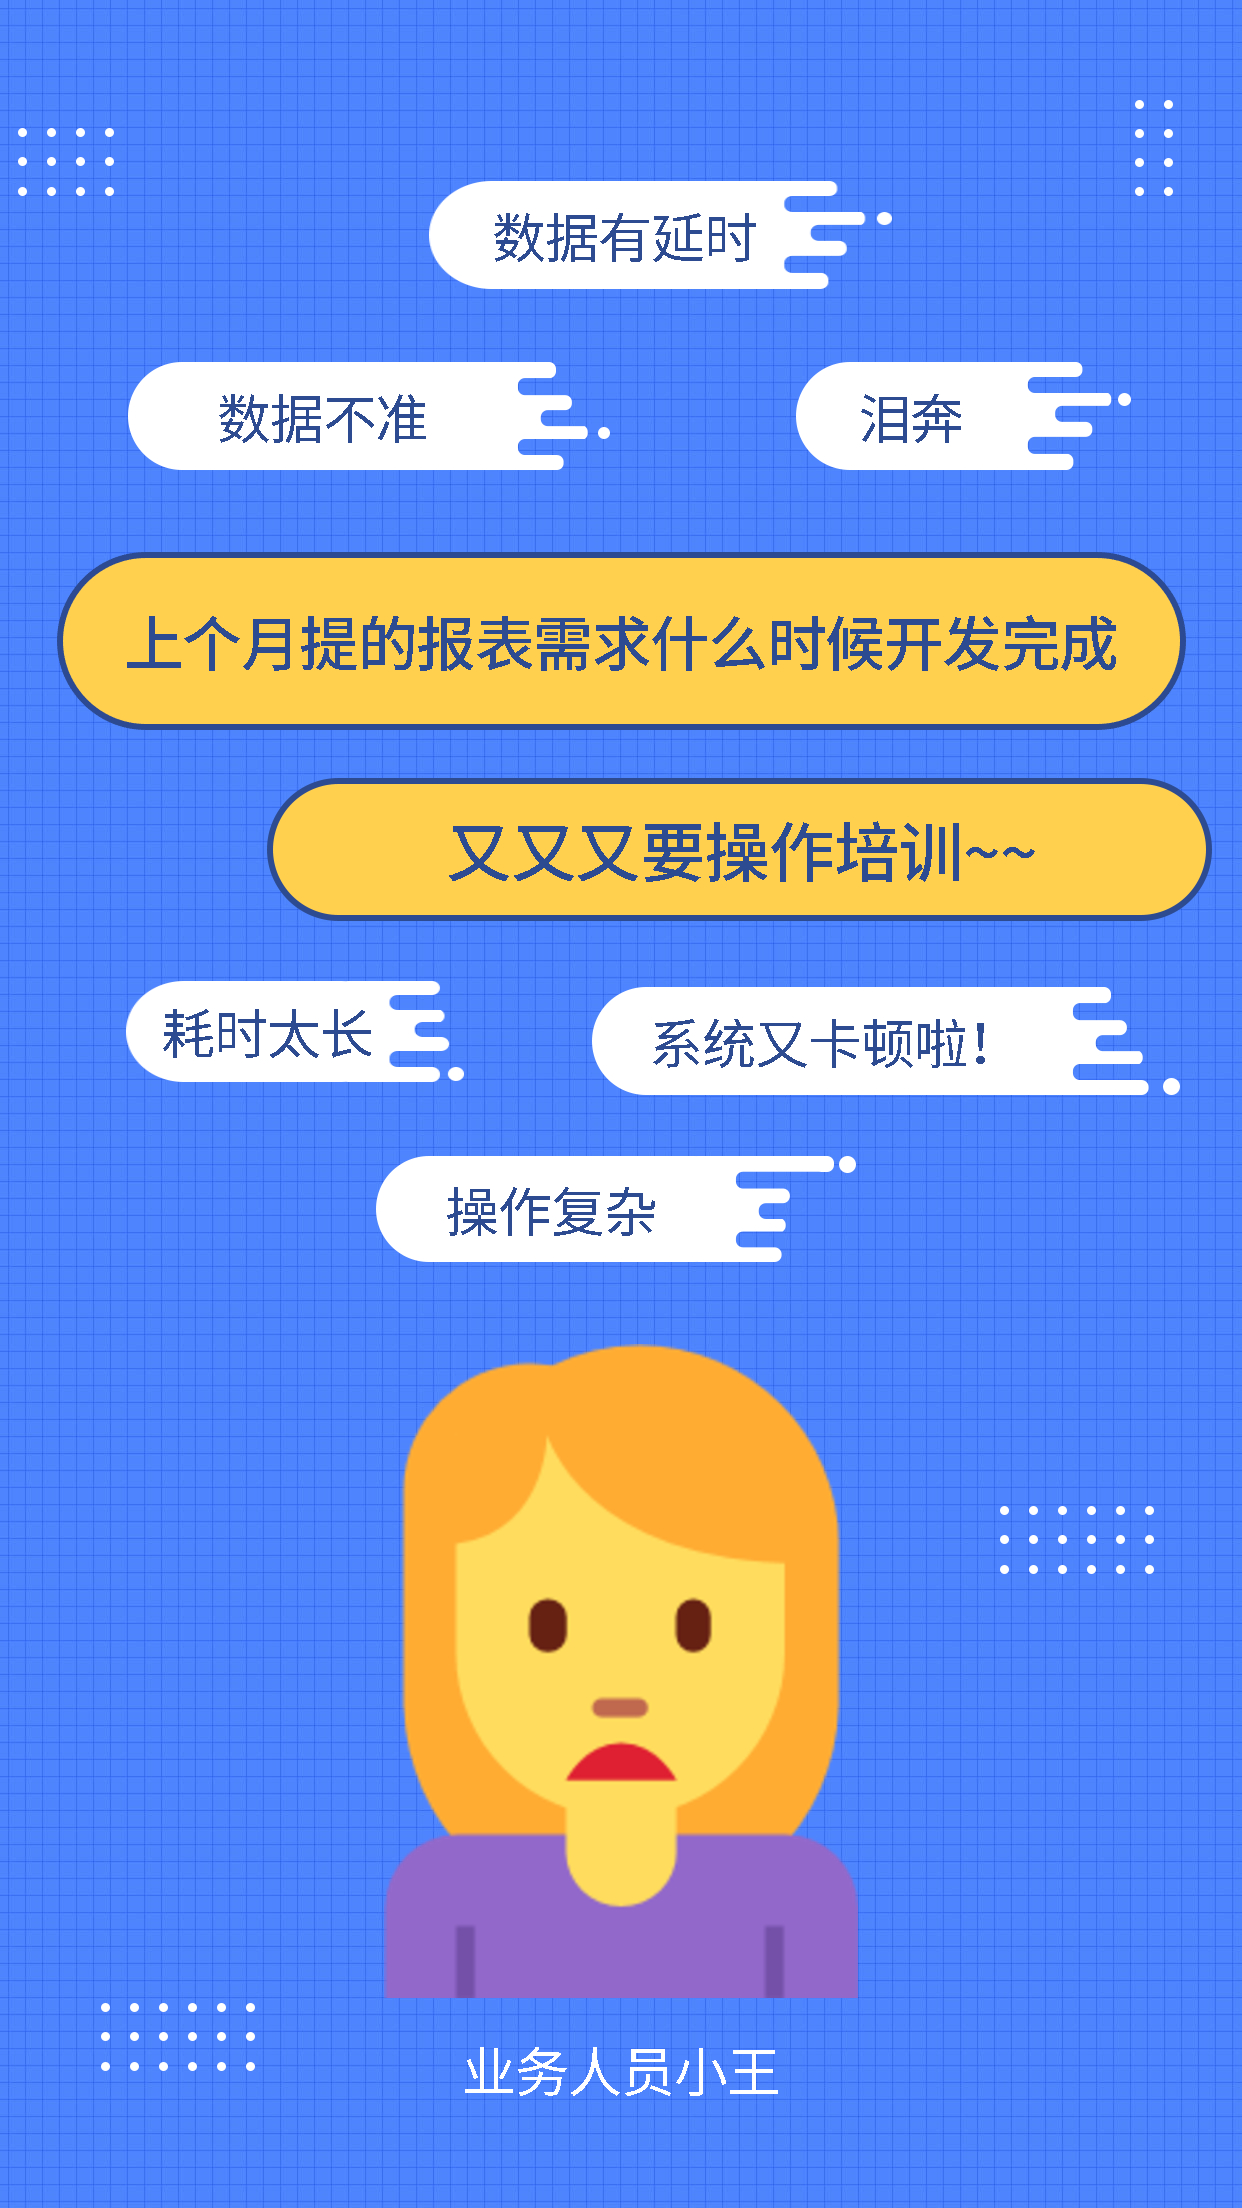 数据有延时
数据不准
泪奔
上个月提的报表需求什么时候开发完成
又又又要操作培训~~
耗时太长
系统又卡顿啦！
操作复杂
业务人员小王